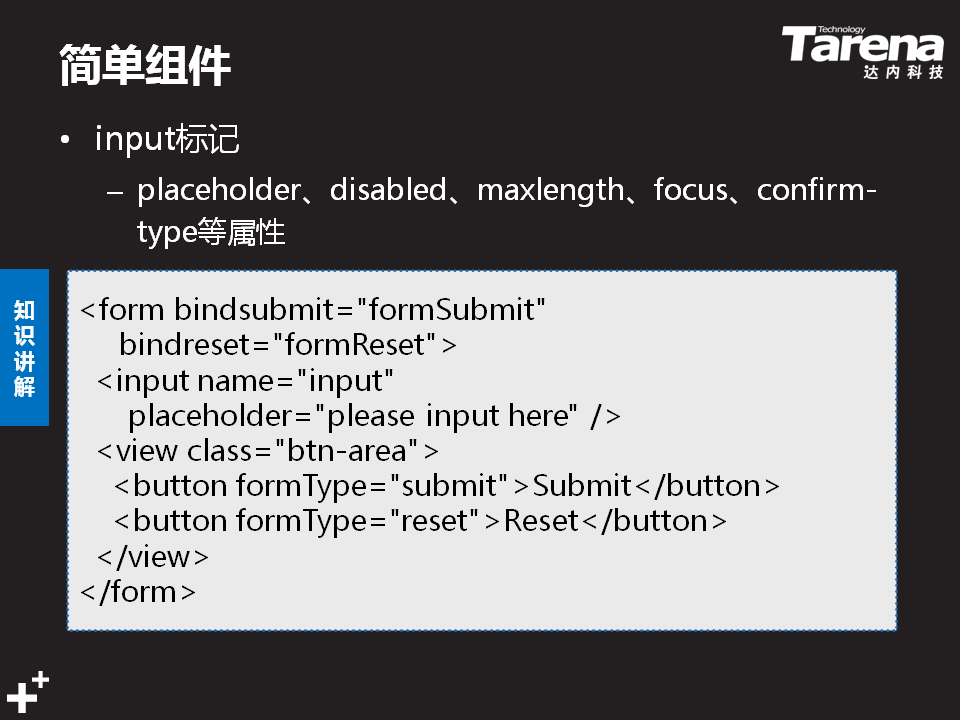 简单组件
Technology
Tarena
达内科技
• input标记
– placeholder、disabled、maxlength、focus、confirm-
type等属性
知
识
讲
解
<form bindsubmit="formSubmit"
bindreset="formReset">
<input name="input"
placeholder="please input here" />
<view class="btn-area">
<button formType="submit">Submit</button>
<button formType="reset">Reset</button>
</view>
</form>